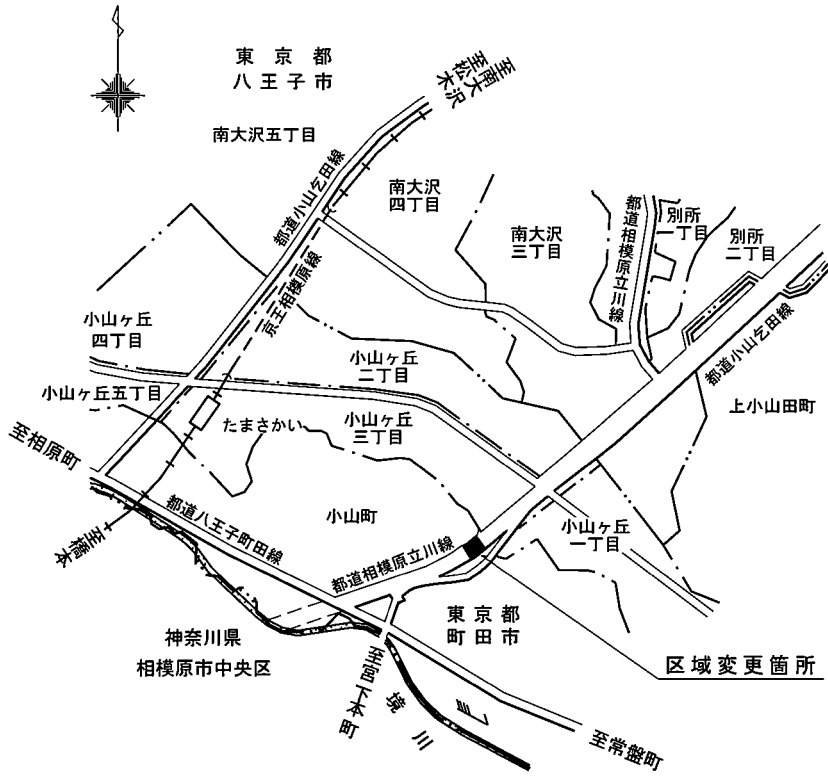 東京都
八王子市
至南大沢
至松木
南大沢五丁目
都道小山乞田線
南大沢
四丁目
南大沢
三丁目
都道相模原立川線
別所
一丁目
別所
二丁目
京王相模原線
小山ヶ丘
四丁目
小山ヶ丘
二丁目
都道小山乞田線
小山ヶ丘五丁目
たまさかい
小山ヶ丘
三丁目
上小山田町
至相原町
都道八王子町田線
小山町
小山ヶ丘
一丁目
至橋本
都道相模原立川線
東京都
町田市
神奈川県
相模原市中央区
区域変更箇所
至宮下本町
境川
至常盤町